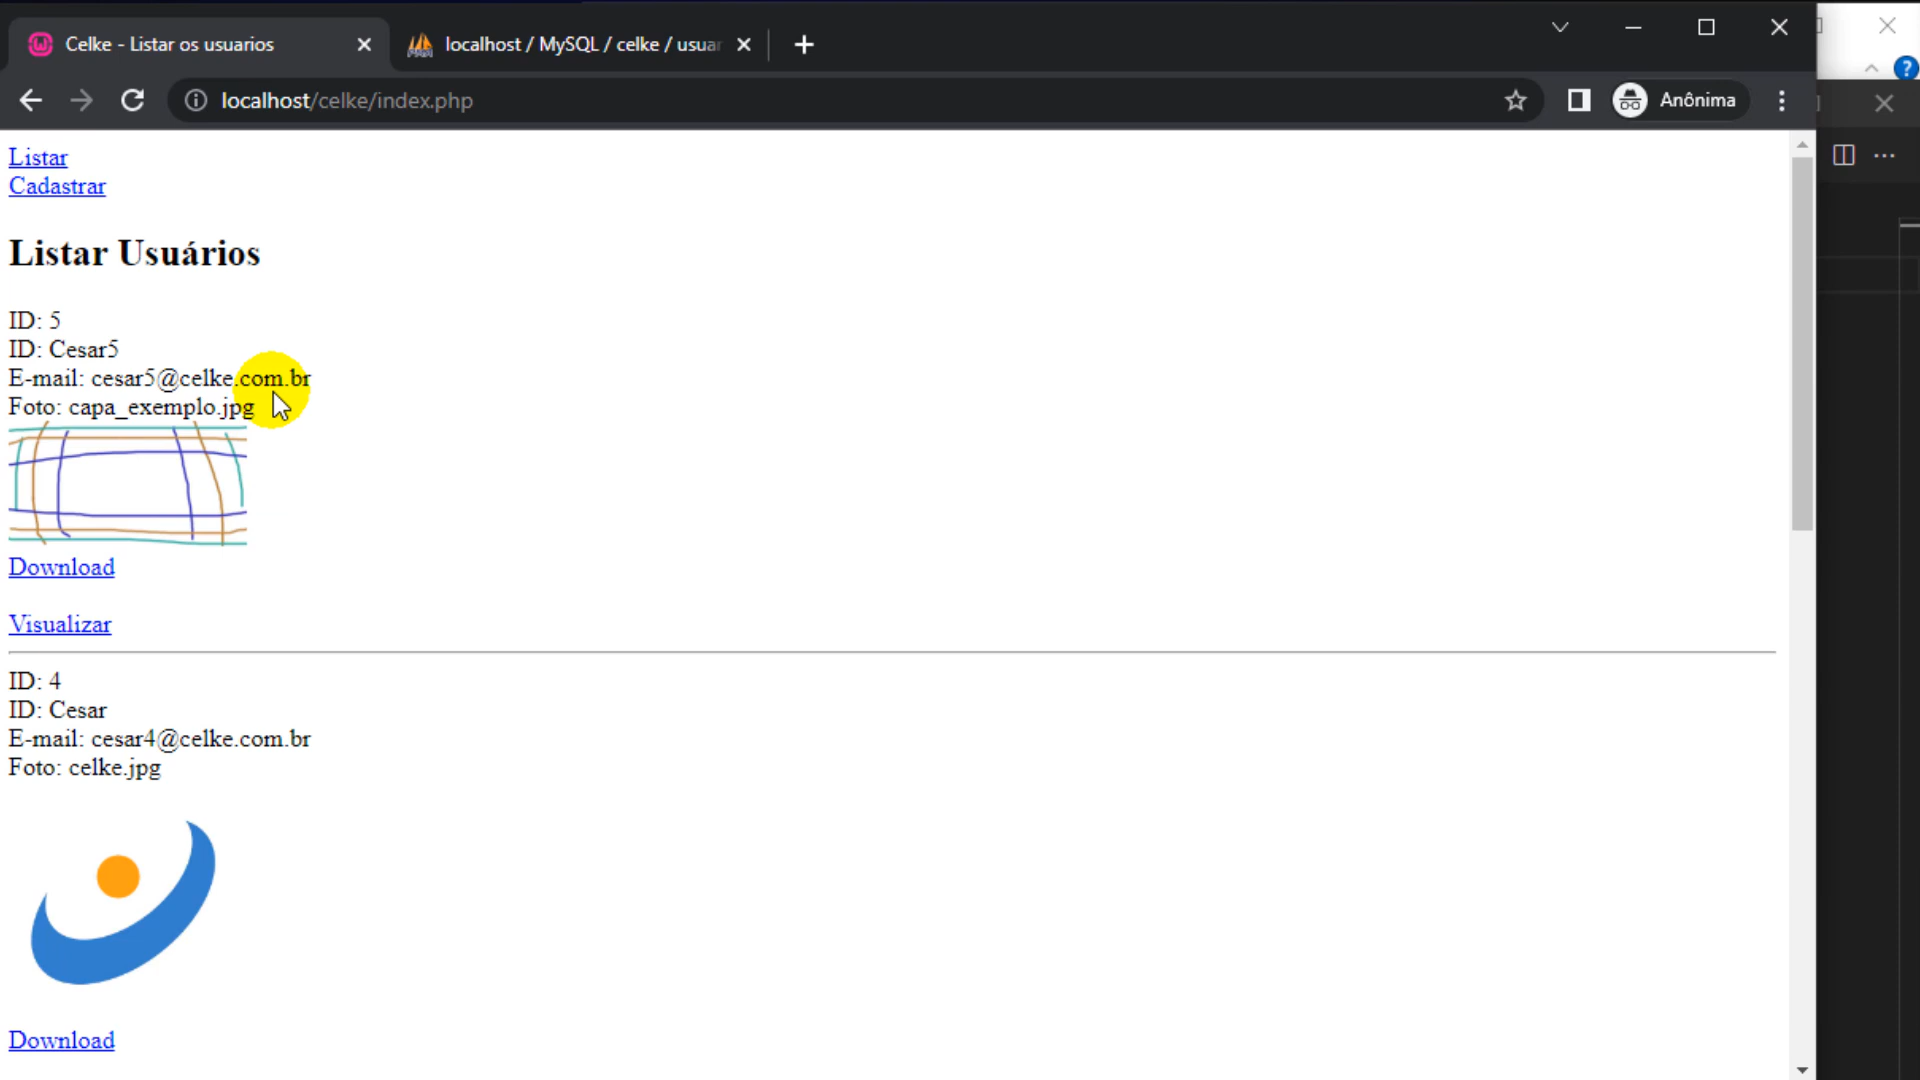 Celke - Listar os usuarios
localhost / MySQL / celke / usuar
localhost/celke/index.php
Anônima
Listar
Cadastrar
Listar Usuários
ID: 5
ID: Cesar5
E-mail: cesar5@celke.com.br
Foto: capa_exemplo.jpg
Download
Visualizar
ID: 4
ID: Cesar
E-mail: cesar4@celke.com.br
Foto: celke.jpg
Download